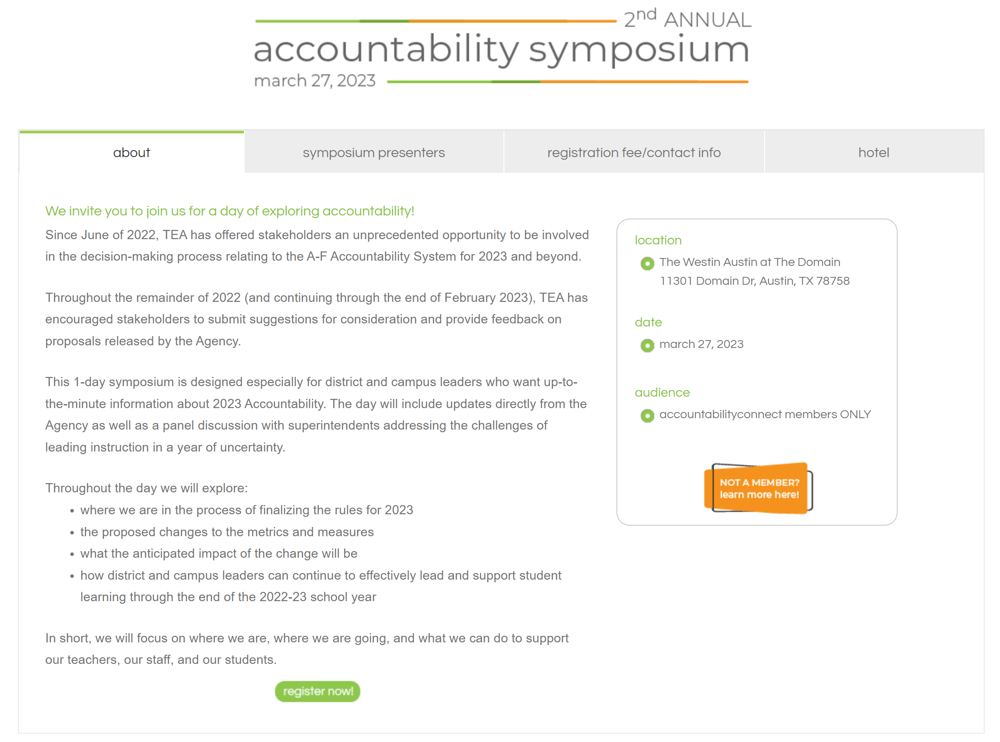 2nd ANNUAL
accountability symposium
march 27, 2023
about
symposium presenters
registration fee/contact info
hotel
We invite you to join us for a day of exploring accountability!
Since June of 2022, TEA has offered stakeholders an unprecedented opportunity to be involved
in the decision-making process relating to the A-F Accountability System for 2023 and beyond.
Throughout the remainder of 2022 (and continuing through the end of February 2023), TEA has
encouraged stakeholders to submit suggestions for consideration and provide feedback on
proposals released by the Agency.
This 1-day symposium is designed especially for district and campus leaders who want up-to-
the-minute information about 2023 Accountability. The day will include updates directly from the
Agency as well as a panel discussion with superintendents addressing the challenges of
leading instruction in a year of uncertainty.
Throughout the day we will explore:
• where we are in the process of finalizing the rules for 2023
• the proposed changes to the metrics and measures
• what the anticipated impact of the change will be
• how district and campus leaders can continue to effectively lead and support student
learning through the end of the 2022-23 school year
In short, we will focus on where we are, where we are going, and what we can do to support
our teachers, our staff, and our students.
register now!
location
The Westin Austin at The Domain
11301 Domain Dr, Austin, TX 78758
date
march 27, 2023
audience
accountabilityconnect members ONLY
NOT A MEMBER?
learn more here!